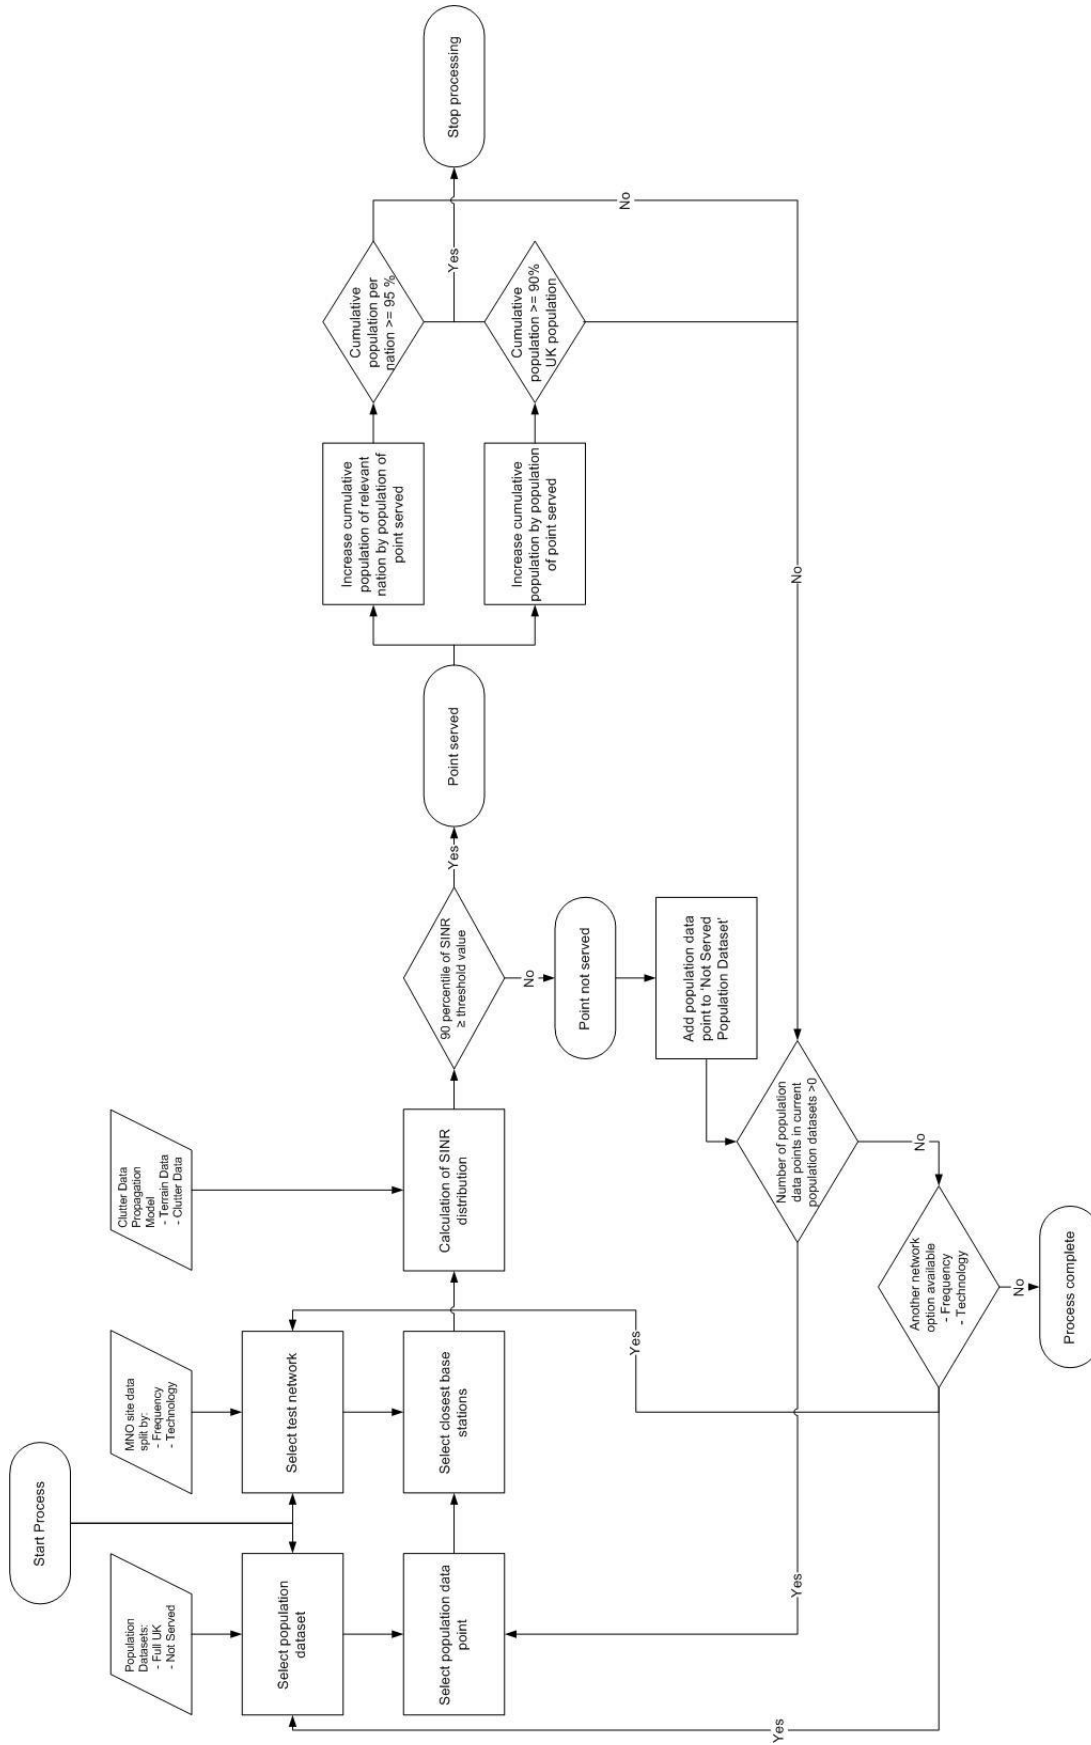 Start Process
Population
Datasets:
- Full UK
- Not Served
MNO site data
split by:
- Frequency
- Technology
Clutter Data
Propagation
Model
- Terrain Data
- Clutter Data
Select population
dataset
Select test network
Select population data
point
Select closest base
stations
Calculation of SINR
distribution
90 percentile of SINR
≥ threshold value
Yes
No
Point served
Point not served
Add population data
point to 'Not Served
Population Dataset'
Increase cumulative
population of relevant
nation by population of
point served
Increase cumulative
population by population
of point served
Cumulative
population per
nation >= 95 %
Cumulative
population >= 90%
UK population
Yes
Stop processing
No
No
Number of population
data points in current
population datasets >0
Yes
No
Another network
option available
- Frequency
- Technology
Yes
Yes
No
Process complete